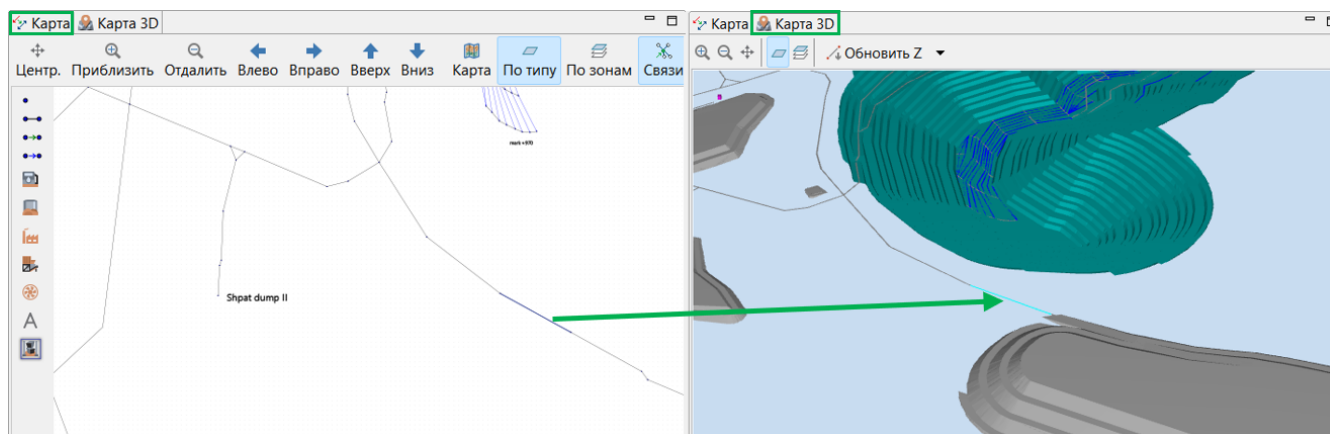 Карта Карта 3D
Центр. Приблизить Отдалить Влево Вправо Вверх Вниз Карта По типу По зонам Связи
A
Shpat dump II
Карта Карта 3D
Обновить Z